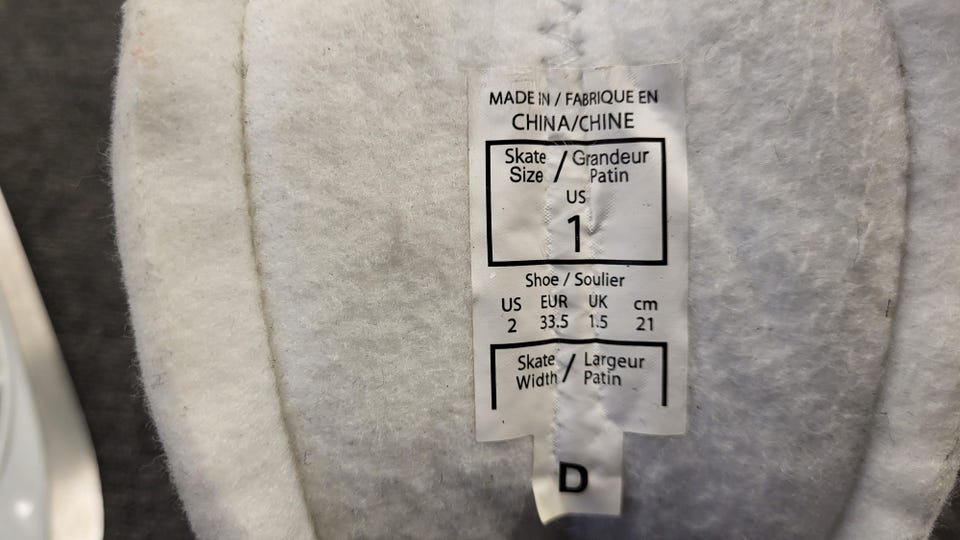 MADE IN / FABRIQUE EN
CHINA/CHINE
Skate Size / Grandeur Patin
US
1
Shoe / Soulier
US EUR UK cm
2 33.5 1.5 21
Skate Width / Largeur Patin
D